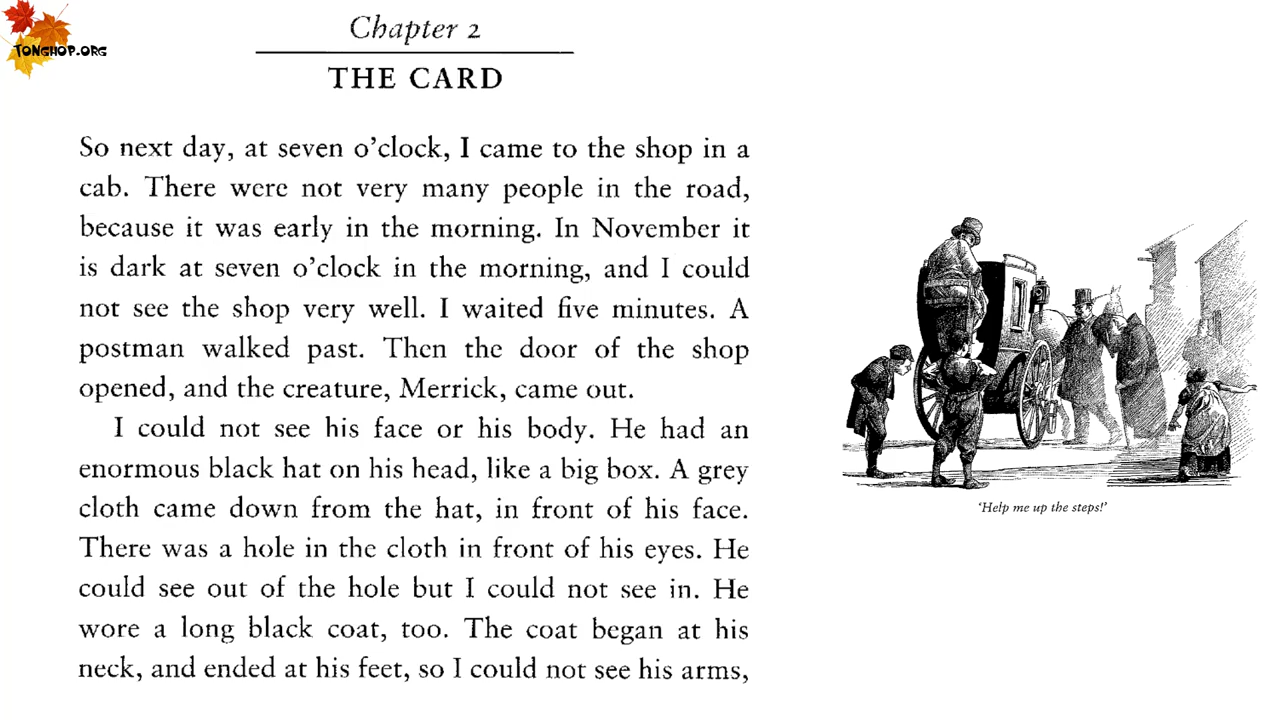 TONGHOP.ORG
Chapter 2
THE CARD
So next day, at seven o'clock, I came to the shop in a
cab. There were not very many people in the road,
because it was early in the morning. In November it
is dark at seven o'clock in the morning, and I could
not see the shop very well. I waited five minutes. A
postman walked past. Then the door of the shop
opened, and the creature, Merrick, came out.
I could not see his face or his body. He had an
enormous black hat on his head, like a big box. A grey
cloth came down from the hat, in front of his face.
There was a hole in the cloth in front of his eyes. He
could see out of the hole but I could not see in. He
wore a long black coat, too. The coat began at his
neck, and ended at his feet, so I could not see his arms,
'Help me up the steps!'